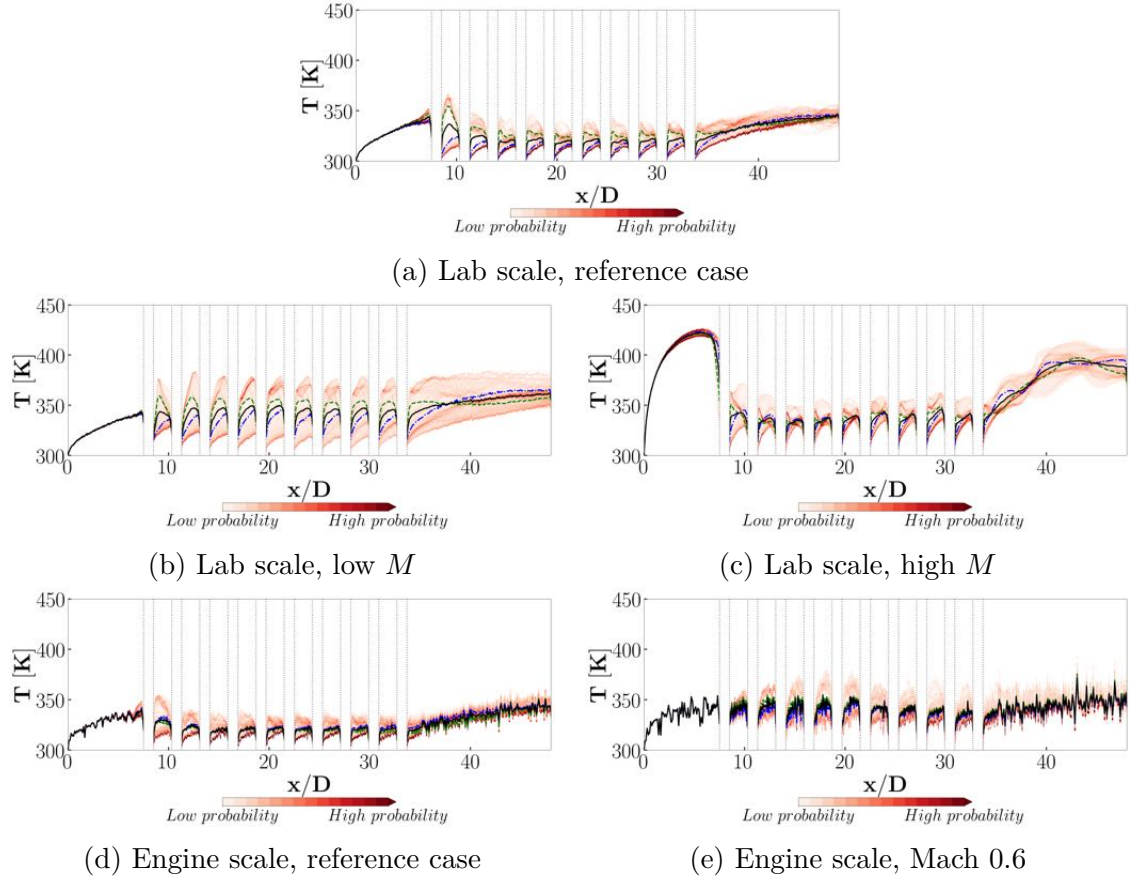 450
400
350
300
T [K]
0 10 20 30 40
x/D
Low probability High probability
(a) Lab scale, reference case
450
400
350
300
T [K]
0 10 20 30 40
x/D
Low probability High probability
(b) Lab scale, low M
450
400
350
300
T [K]
0 10 20 30 40
x/D
Low probability High probability
(c) Lab scale, high M
450
400
350
300
T [K]
0 10 20 30 40
x/D
Low probability High probability
(d) Engine scale, reference case
450
400
350
300
T [K]
0 10 20 30 40
x/D
Low probability High probability
(e) Engine scale, Mach 0.6